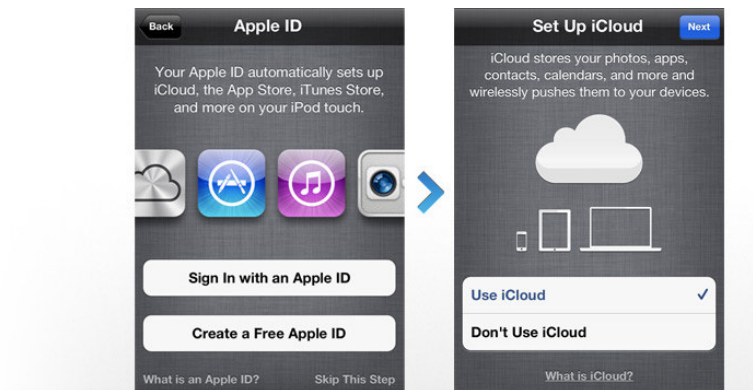 Back
Apple ID
Your Apple ID automatically sets up
iCloud, the App Store, iTunes Store,
and more on your iPod touch.
Sign In with an Apple ID
Create a Free Apple ID
What is an Apple ID? Skip This Step
Set Up iCloud
Next
iCloud stores your photos, apps,
contacts, calendars, and more and
wirelessly pushes them to your devices.
Use iCloud
Don't Use iCloud
What is iCloud?